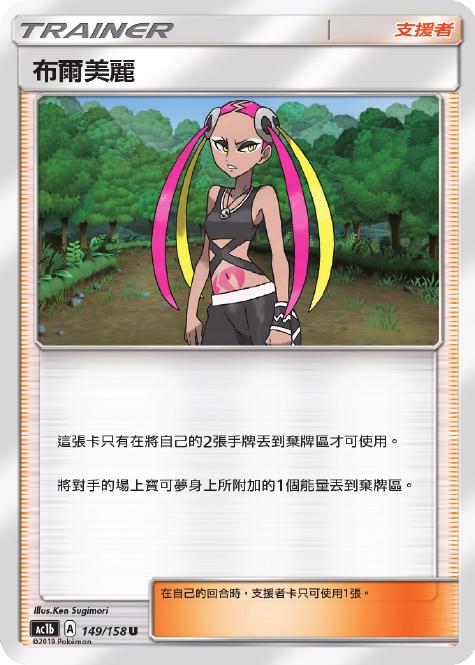 TRAINER
支援者
布爾美麗
這張卡只有在將自己的2張手牌丟到棄牌區才可使用。
將對手的場上寶可夢身上所附加的1個能量丟到棄牌區。
在自己的回合時，支援者卡只可使用1張。
Illus.Ken Sugimori
AC1b A 149/158 U
©2019 Pokémon